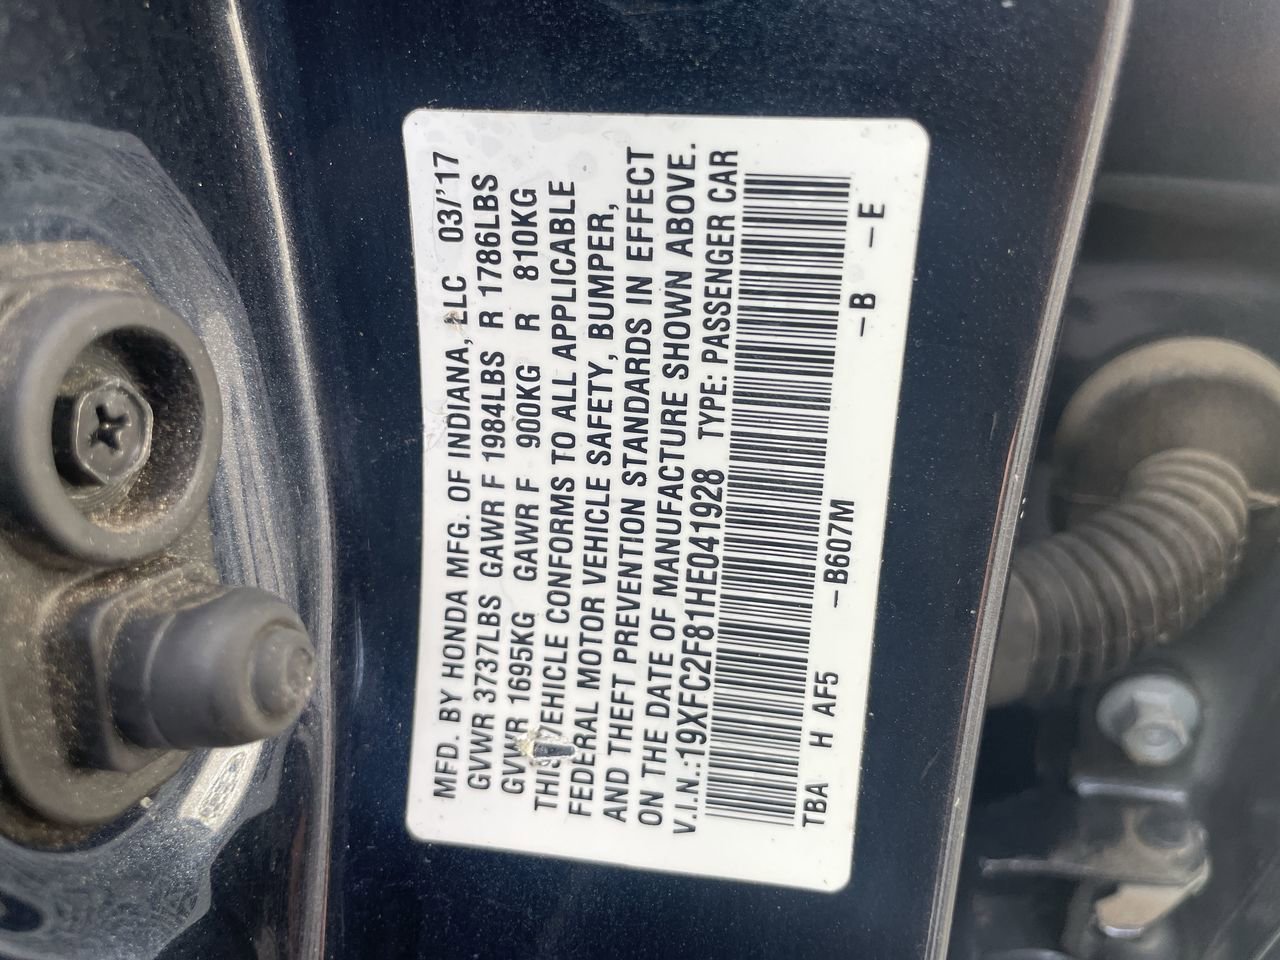 MFD. BY HONDA MFG. OF INDIANA, LLC 03/'17
GVWR 3737LBS GAWR F 1984LBS R 1786LBS
GVWR 1695KG GAWR F 900KG R 810KG
THIS VEHICLE CONFORMS TO ALL APPLICABLE
FEDERAL MOTOR VEHICLE SAFETY, BUMPER,
AND THEFT PREVENTION STANDARDS IN EFFECT
ON THE DATE OF MANUFACTURE SHOWN ABOVE.
V.I.N.:19XFC2F81HE041928 TYPE: PASSENGER CAR
TBA H AF5 –B607M –B –E